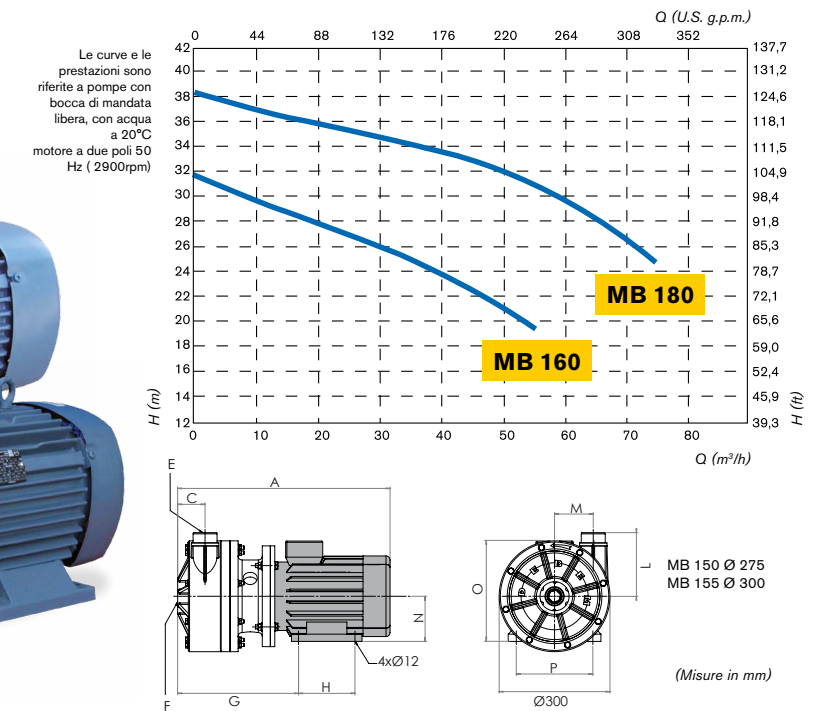 Q (U.S. g.p.m.)
0 44 88 132 176 220 264 308 352
Le curve e le
prestazioni sono
riferite a pompe con
bocca di mandata
libera, con acqua
a 20°C
motore a due poli 50
Hz ( 2900rpm)
42 137,7
40 131,2
38 124,6
36 118,1
34 111,5
32 104,9
30 98,4
28 91,8
26 85,3
24 78,7
22 72,1
20 65,6
18 59,0
16 52,4
14 45,9
12 39,3
H (m)
H (ft)
MB 180
MB 160
0 10 20 30 40 50 60 70 80
Q (m³/h)
E
A
C
M
L
MB 150 Ø 275
MB 155 Ø 300
O
N
4xØ12
P
H
G
F
Ø300
(Misure in mm)